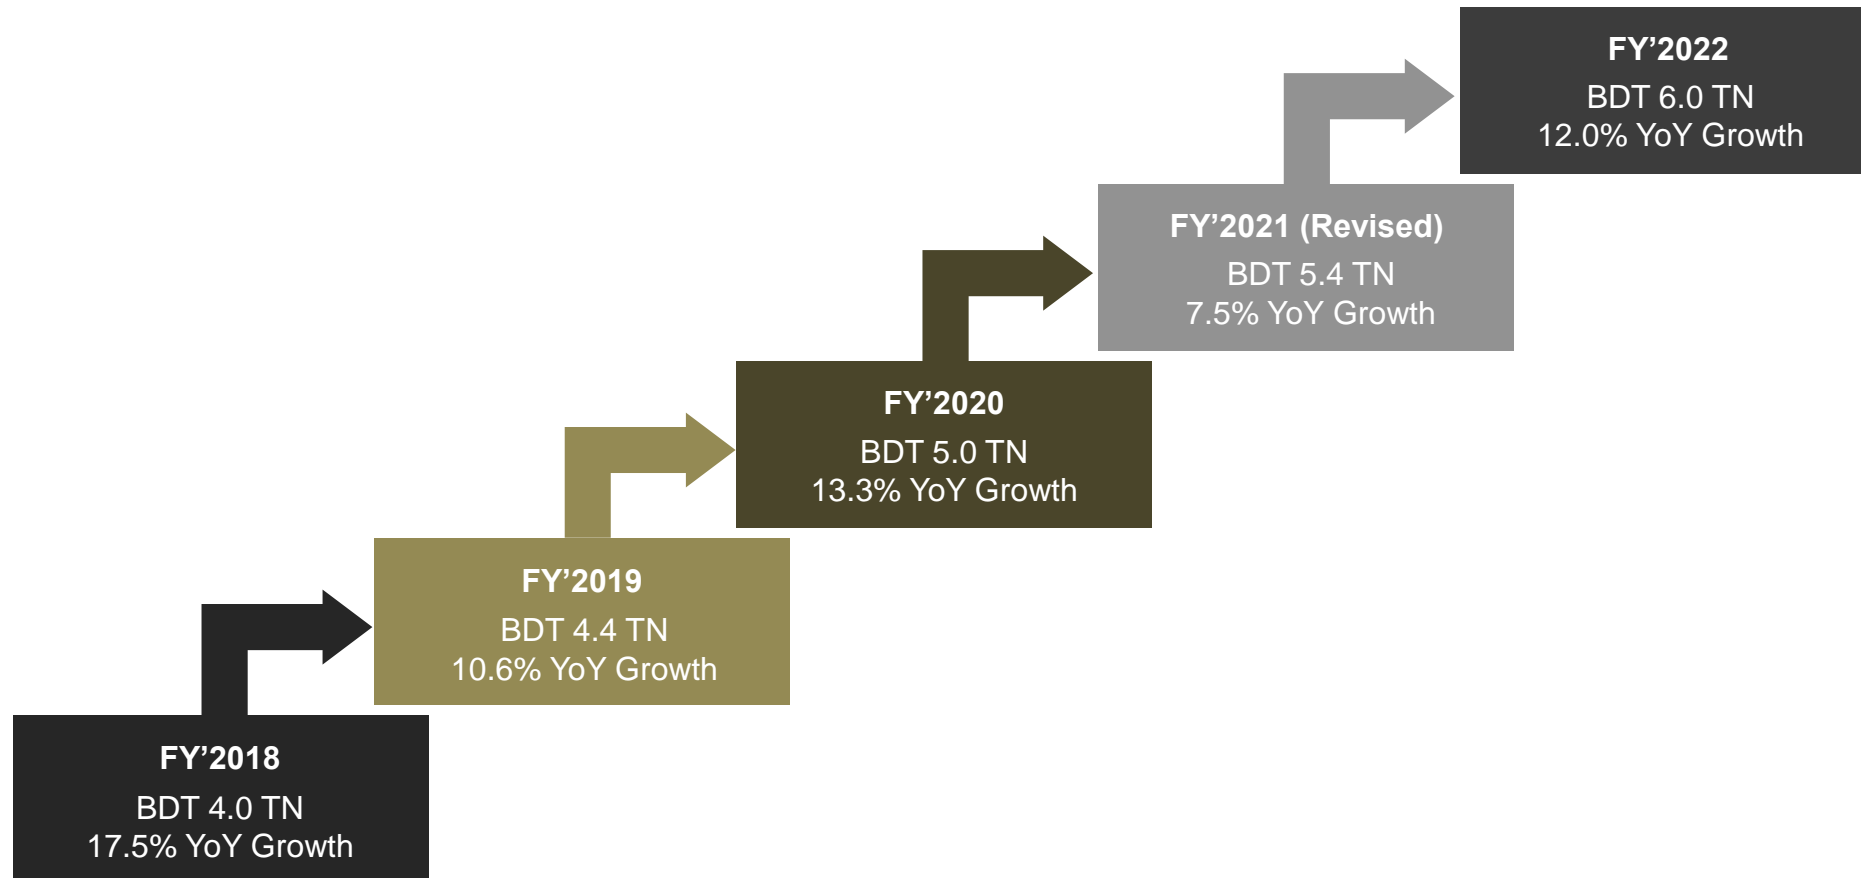 FY’2022
BDT 6.0 TN
12.0% YoY Growth
FY’2021 (Revised)
BDT 5.4 TN
7.5% YoY Growth
FY’2020
BDT 5.0 TN
13.3% YoY Growth
FY’2019
BDT 4.4 TN
10.6% YoY Growth
FY’2018
BDT 4.0 TN
17.5% YoY Growth